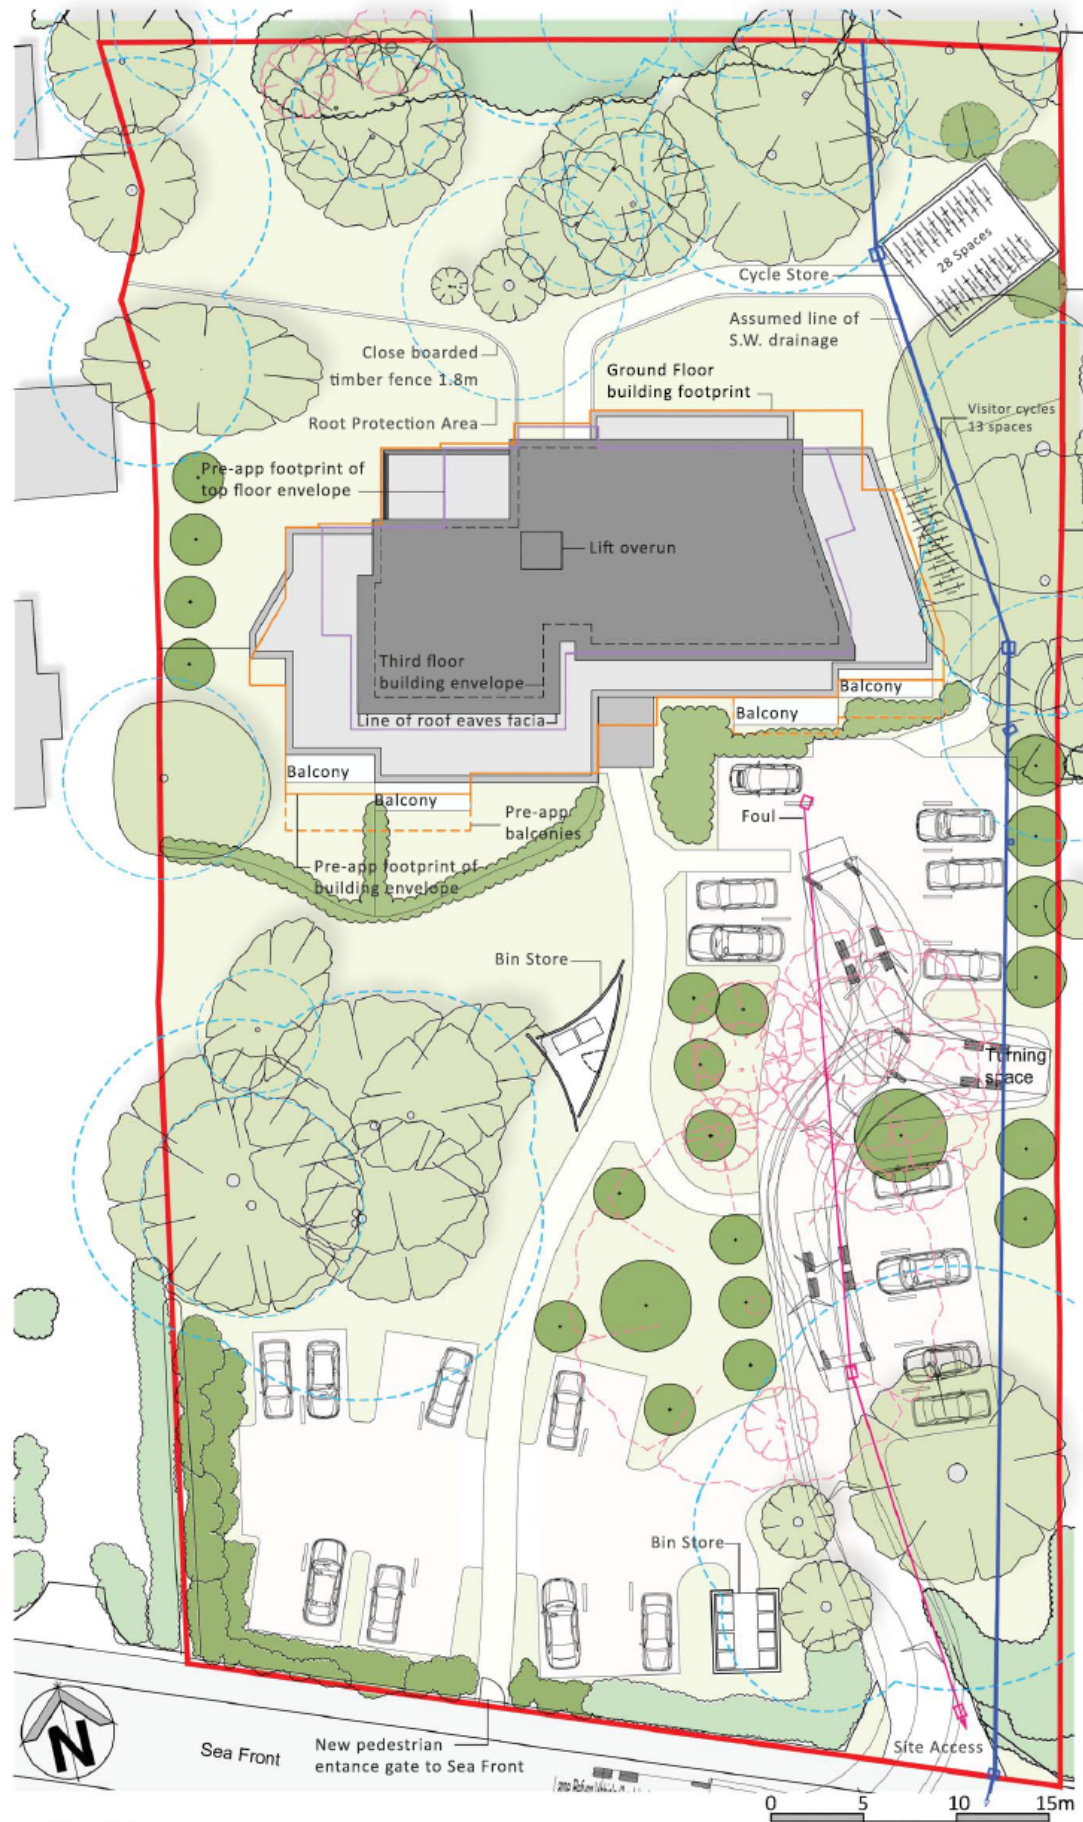 28 Spaces
Cycle Store
Assumed line of
S.W. drainage
Close boarded
timber fence 1.8m
Ground Floor
building footprint
Root Protection Area
Visitor cycles
13 spaces
Pre-app footprint of
top floor envelope
Lift overun
Third floor
building envelope
Line of roof eaves facia
Balcony
Balcony
Balcony
Balcony
Foul
Pre-app
balconies
Pre-app footprint of
building envelope
Bin Store
Turning
space
Bin Store
N
Sea Front
New pedestrian
entrance gate to Sea Front
Site Access
0 5 10 15m